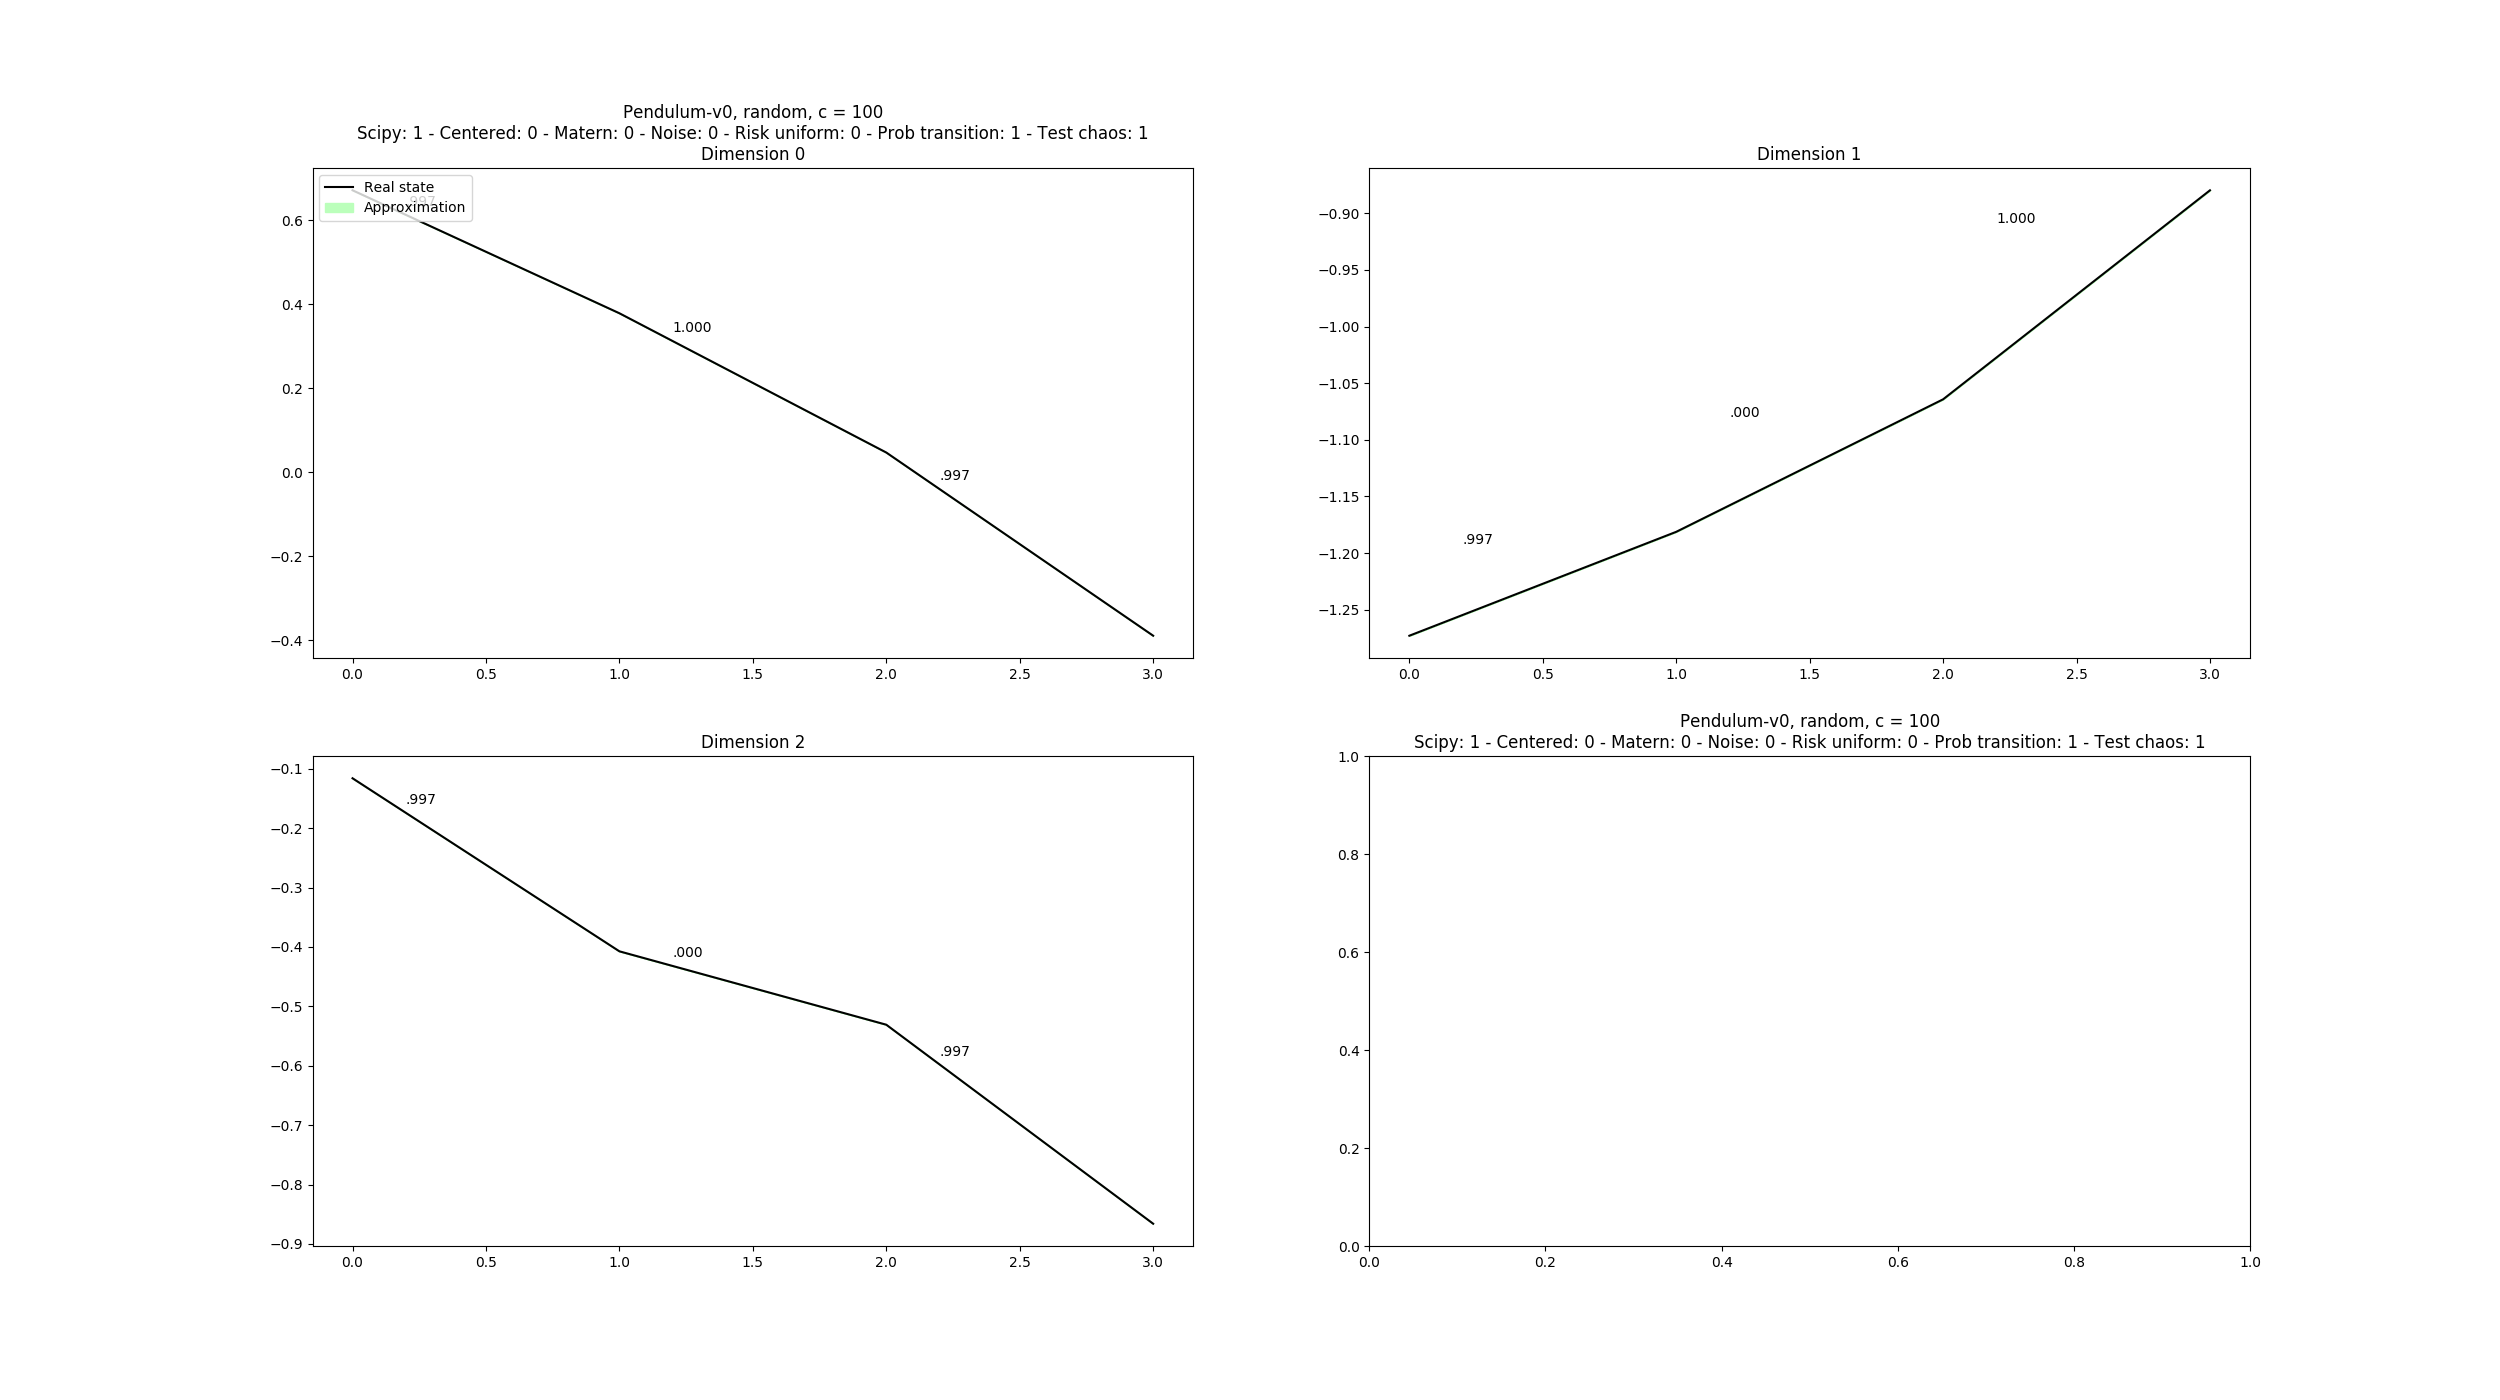 Pendulum-v0, random, c = 100
Scipy: 1 - Centered: 0 - Matern: 0 - Noise: 0 - Risk uniform: 0 - Prob transition: 1 - Test chaos: 1
Dimension 0
Real state
Approximation
.997
1.000
.997
0.6
0.4
0.2
0.0
−0.2
−0.4
0.0 0.5 1.0 1.5 2.0 2.5 3.0
Dimension 1
1.000
.000
.997
−0.90
−0.95
−1.00
−1.05
−1.10
−1.15
−1.20
−1.25
0.0 0.5 1.0 1.5 2.0 2.5 3.0
Dimension 2
.997
.000
.997
−0.1
−0.2
−0.3
−0.4
−0.5
−0.6
−0.7
−0.8
−0.9
0.0 0.5 1.0 1.5 2.0 2.5 3.0
Pendulum-v0, random, c = 100
Scipy: 1 - Centered: 0 - Matern: 0 - Noise: 0 - Risk uniform: 0 - Prob transition: 1 - Test chaos: 1
1.0
0.8
0.6
0.4
0.2
0.0
0.0 0.2 0.4 0.6 0.8 1.0